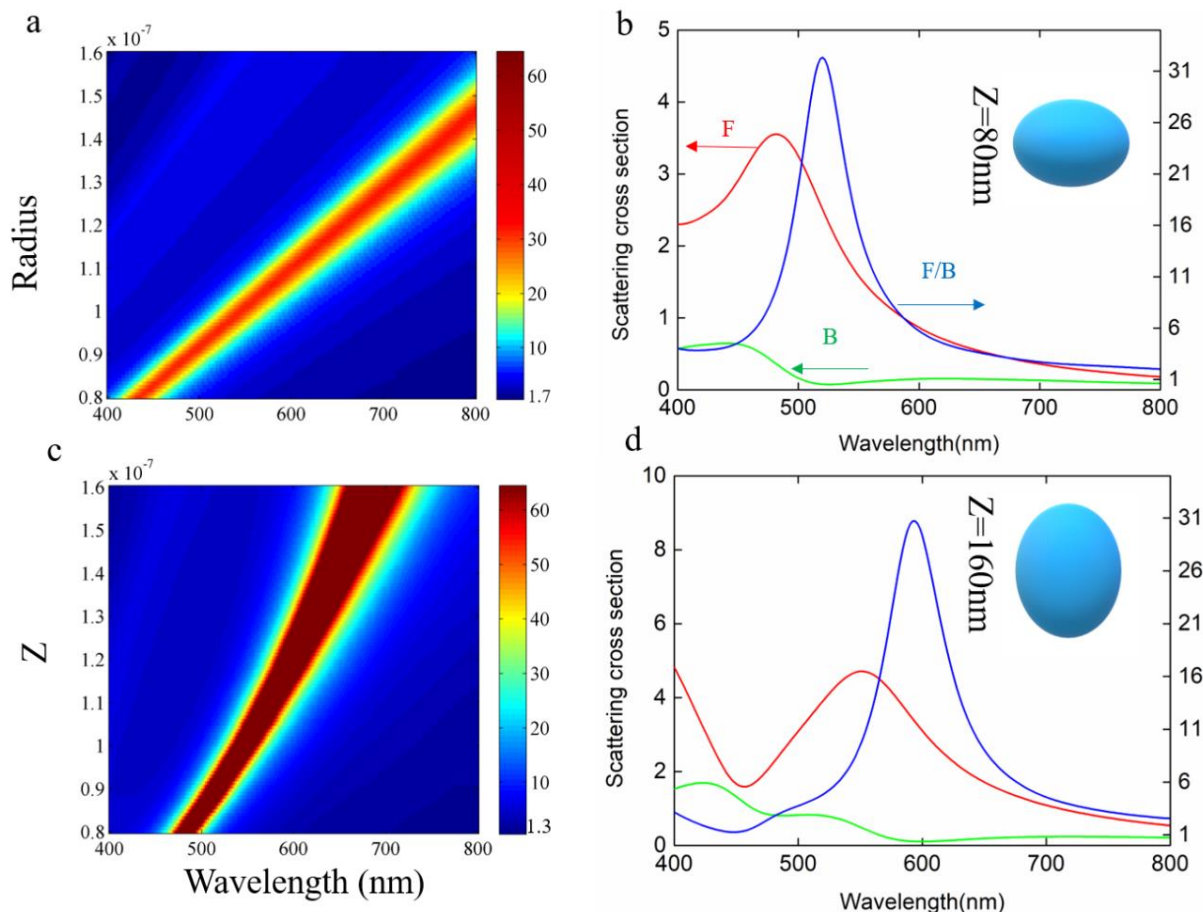 a
x 10⁻⁷
1.6
1.5
1.4
1.3
1.2
1.1
1
0.9
0.8
Radius
400 500 600 700 800
60
50
40
30
20
10
1.7
b
5
4
3
2
1
0
Scattering cross section
F
B
F/B
Z=80nm
31
26
21
16
11
6
1
400 500 600 700 800
Wavelength(nm)
c
x 10⁻⁷
1.6
1.5
1.4
1.3
1.2
1.1
1
0.9
0.8
Z
400 500 600 700 800
Wavelength (nm)
60
50
40
30
20
10
1.3
d
10
8
6
4
2
0
Scattering cross section
Z=160nm
31
26
21
16
11
6
1
400 500 600 700 800
Wavelength(nm)